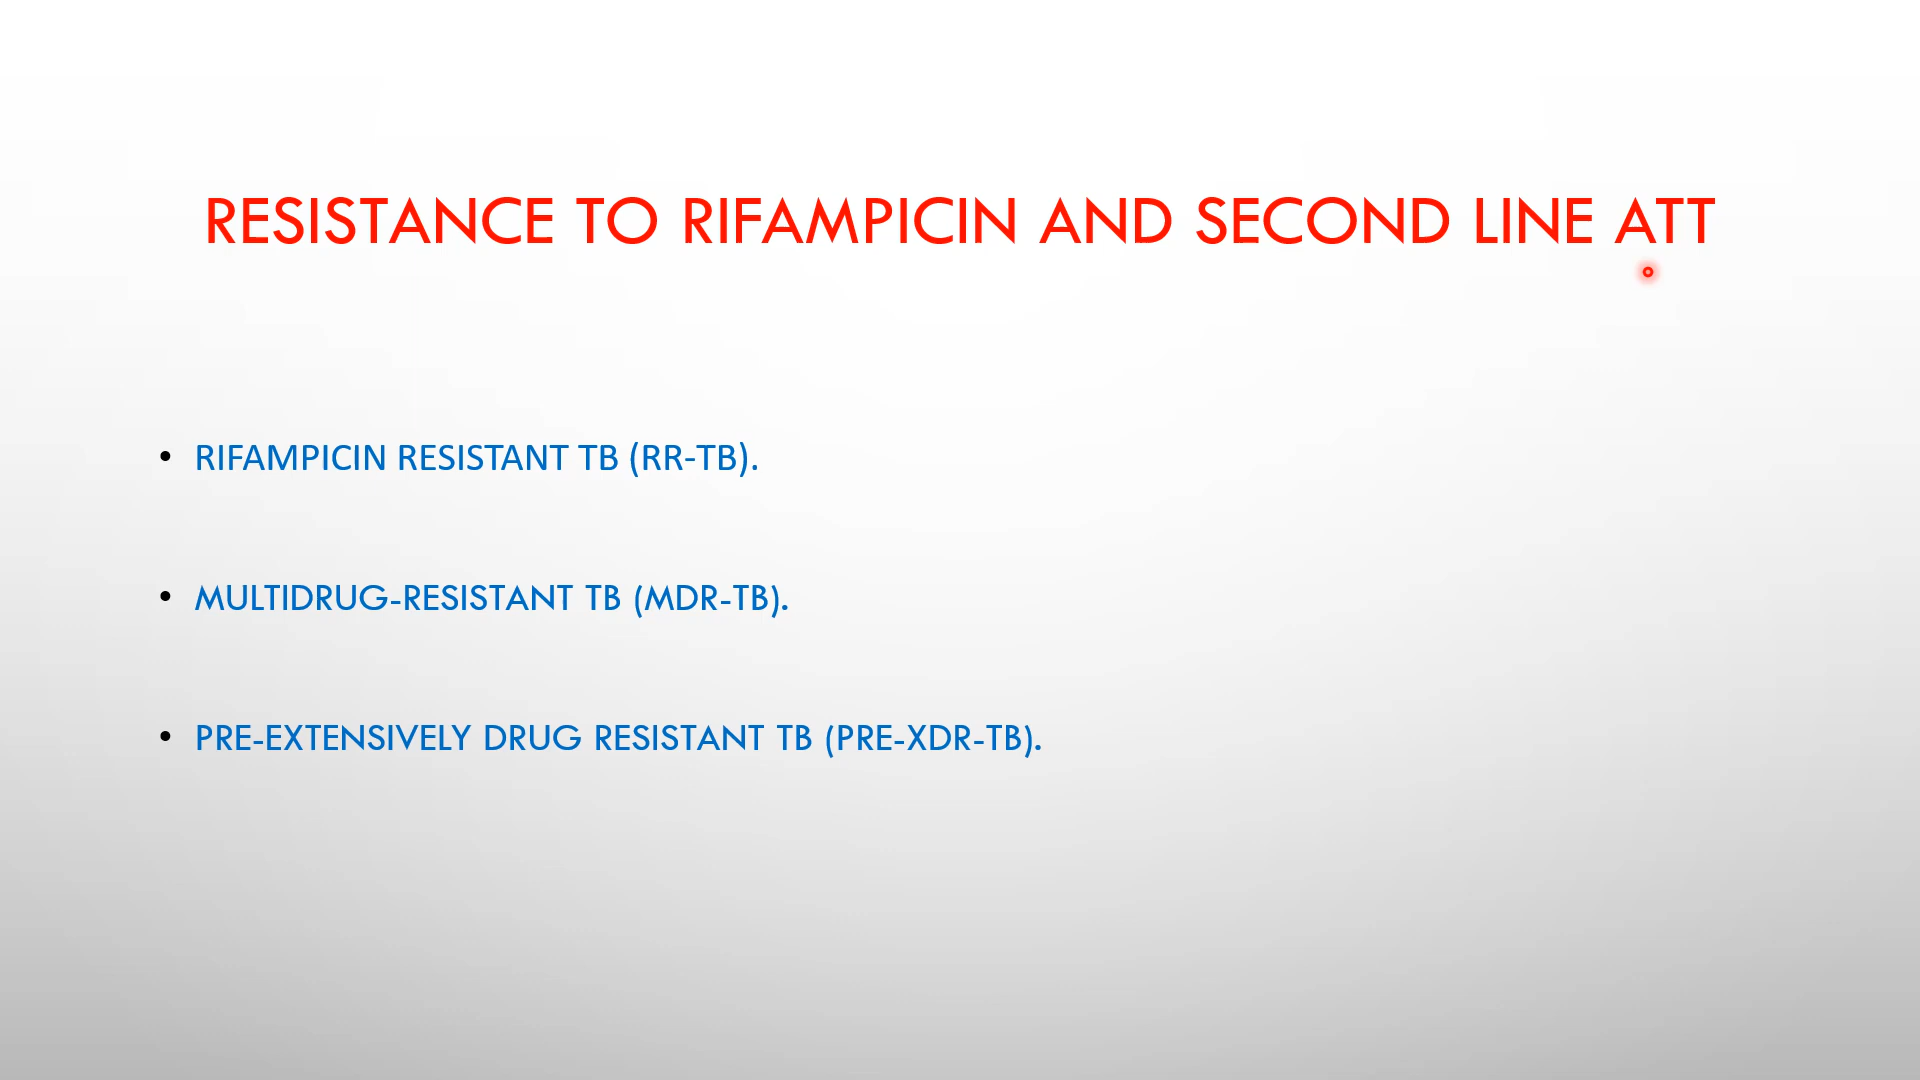 RESISTANCE TO RIFAMPICIN AND SECOND LINE ATT
• RIFAMPICIN RESISTANT TB (RR-TB).
• MULTIDRUG-RESISTANT TB (MDR-TB).
• PRE-EXTENSIVELY DRUG RESISTANT TB (PRE-XDR-TB).